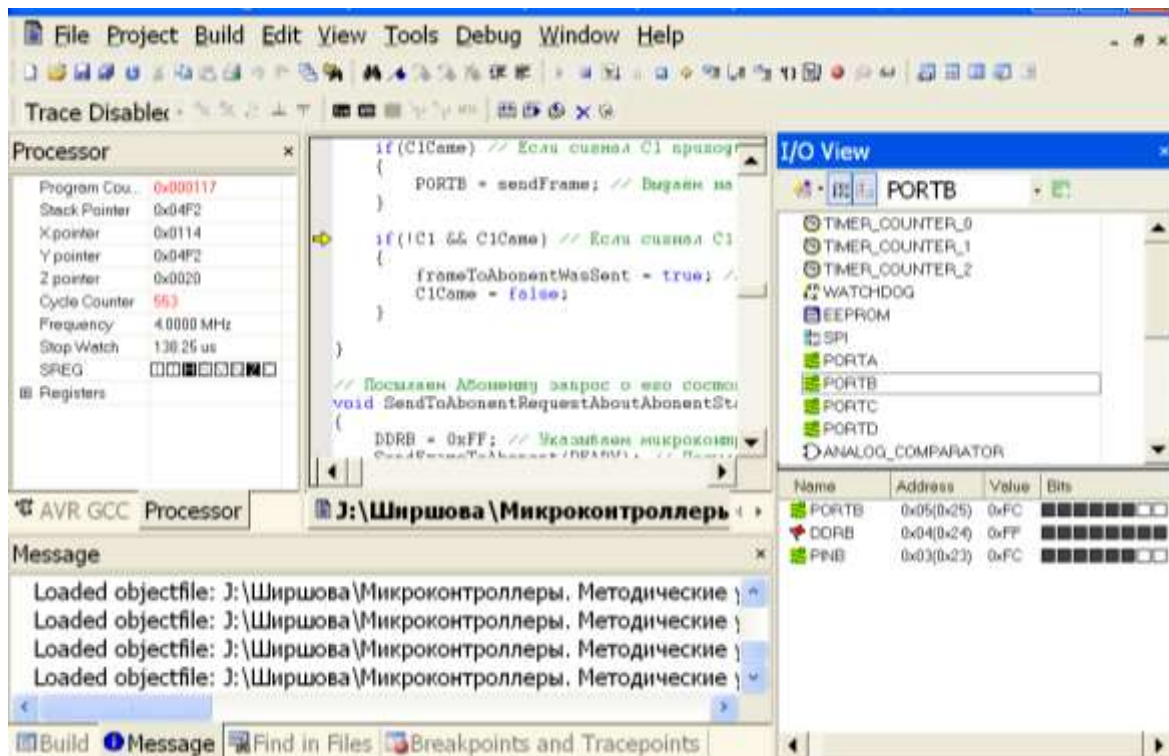 File Project Build Edit View Tools Debug Window Help
Trace Disablec
Processor
Program Cou... 0x000117
Stack Pointer 0x04F2
X pointer 0x0114
Y pointer 0x04F2
Z pointer 0x0020
Cycle Counter 553
Frequency 4.0000 MHz
Stop Watch 138.25 us
SREG
Registers
AVR GCC Processor
if(C1Came) // Если сигнал C1
{
PORTB = sendFrame; // Выдаём на
}
if(!C1 && C1Came) // Если сигнал C1
{
frameToAbonentWasSent = true; //
C1Came = false;
}
}
// Посылаем Абоненту запрос о его
void SendToAbonentRequestAboutAbonentSt
{
DDRB = 0xFF; // Указываем
J:\Ширшова\Микроконтроллеры
I/O View
PORTB
TIMER_COUNTER_0
TIMER_COUNTER_1
TIMER_COUNTER_2
WATCHDOG
EEPROM
SPI
PORTA
PORTB
PORTC
PORTD
ANALOG_COMPARATOR
Name Address Value Bits
PORTB 0x05(0x25) 0xFC
DDRB 0x04(0x24) 0xFF
PINB 0x03(0x23) 0xFC
Message
Loaded objectfile: J:\Ширшова\Микроконтроллеры. Методические у
Loaded objectfile: J:\Ширшова\Микроконтроллеры. Методические у
Loaded objectfile: J:\Ширшова\Микроконтроллеры. Методические у
Loaded objectfile: J:\Ширшова\Микроконтроллеры. Методические у
Build Message Find in Files Breakpoints and Tracepoints